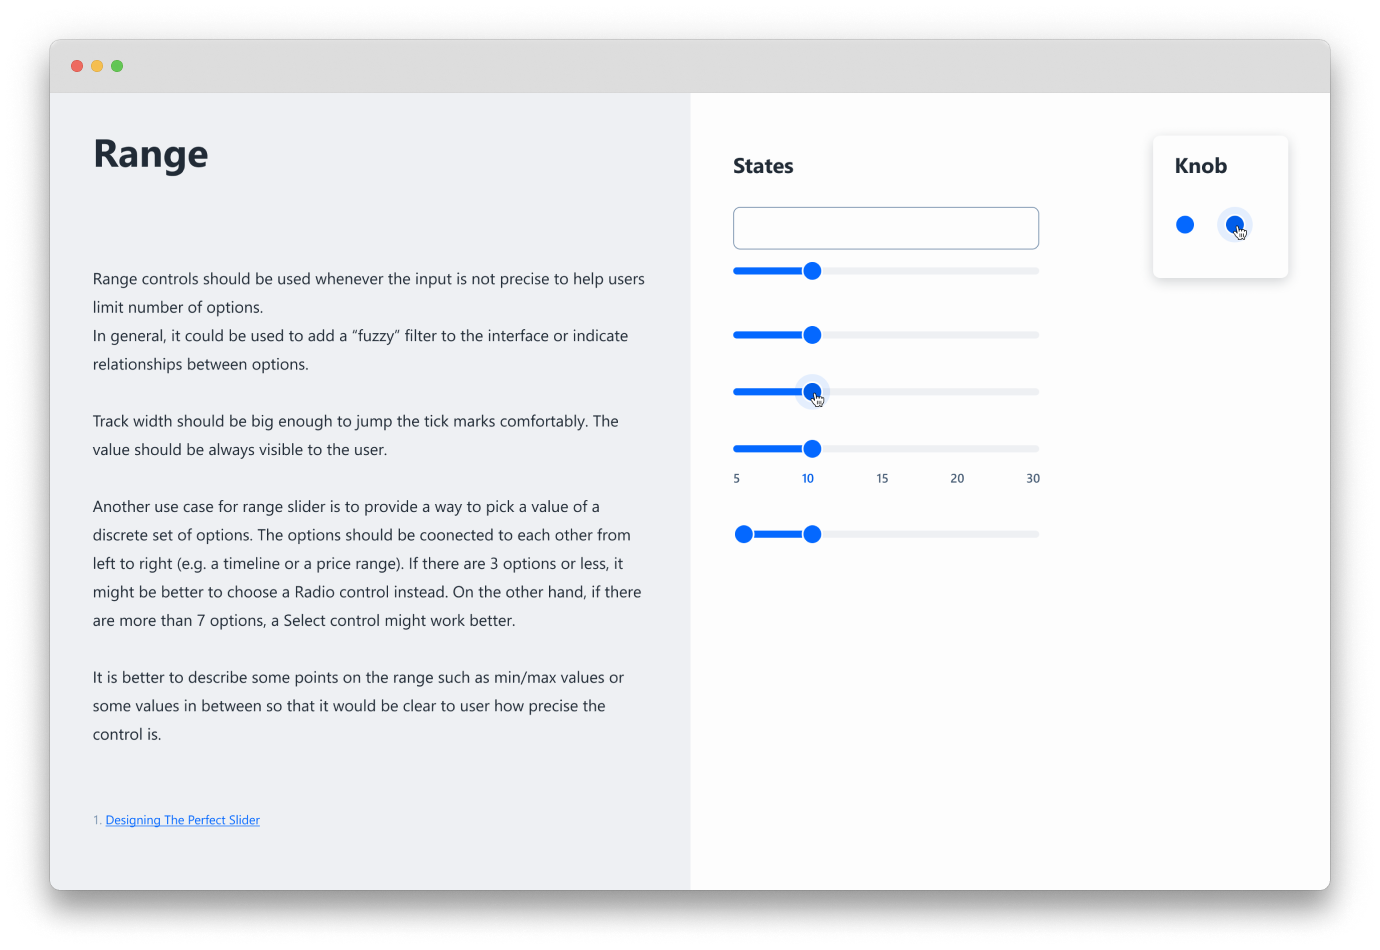 Range
Range controls should be used whenever the input is not precise to help users
limit number of options.
In general, it could be used to add a “fuzzy” filter to the interface or indicate
relationships between options.
Track width should be big enough to jump the tick marks comfortably. The
value should be always visible to the user.
Another use case for range slider is to provide a way to pick a value of a
discrete set of options. The options should be coonected to each other from
left to right (e.g. a timeline or a price range). If there are 3 options or less, it
might be better to choose a Radio control instead. On the other hand, if there
are more than 7 options, a Select control might work better.
It is better to describe some points on the range such as min/max values or
some values in between so that it would be clear to user how precise the
control is.
1. Designing The Perfect Slider
States
5 10 15 20 30
Knob